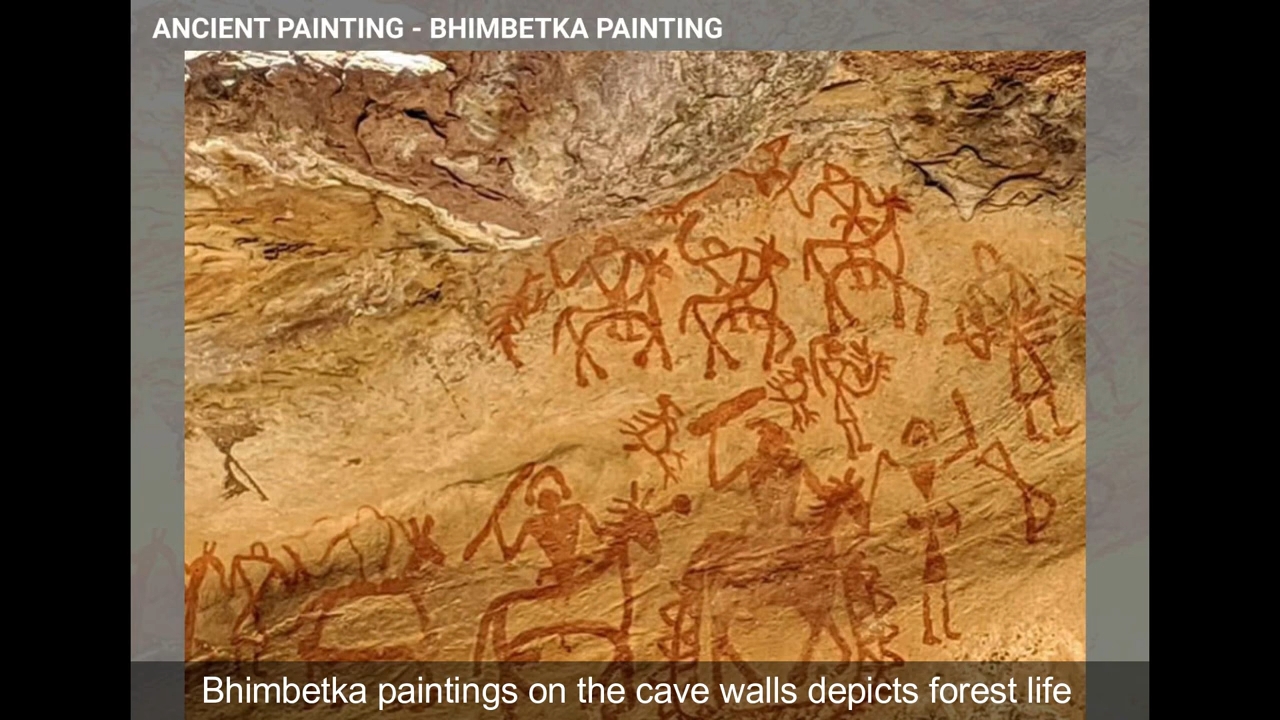 ANCIENT PAINTING - BHIMBETKA PAINTING
Bhimbetka paintings on the cave walls depicts forest life